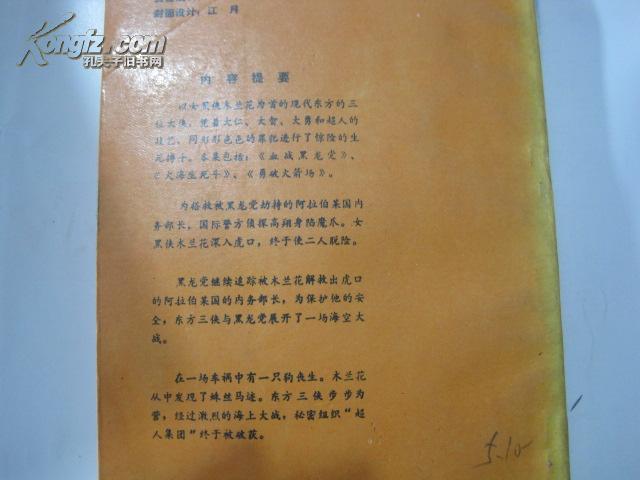 封面设计：江 月
Kongfz.com
孔夫子旧书网
内 容 提 要
以女黑侠木兰花为首的现代东方的三
位大侠，凭着大仁、大智、大勇和超人的
技艺，同形形色色的罪犯进行了惊险的生
死搏斗。本集包括：《血战黑龙党》、
《火海生死斗》、《勇破火箭场》。
为搭救被黑龙党劫持的阿拉伯某国内
务部长，国际警方侦探高翔身陷魔爪。女
黑侠木兰花深入虎口，终于使二人脱险。
黑龙党继续追踪被木兰花解救出虎口
的阿拉伯某国的内务部长，为保护他的安
全，东方三侠与黑龙党展开了一场海空大
战。
在一场车祸中有一只狗丧生。木兰花
从中发现了蛛丝马迹。东方三侠步步为
营，经过激烈的海上大战，秘密组织“超
人集团”终于被破获。
5-10